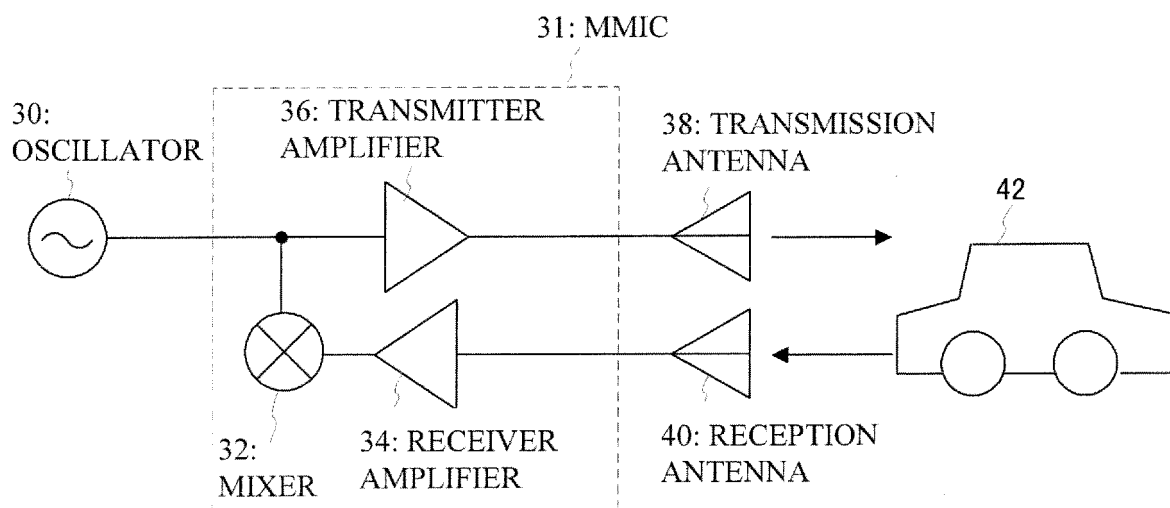 31: MMIC
30:
OSCILLATOR
36: TRANSMITTER
AMPLIFIER
38: TRANSMISSION
ANTENNA
42
32:
MIXER
34: RECEIVER
AMPLIFIER
40: RECEPTION
ANTENNA